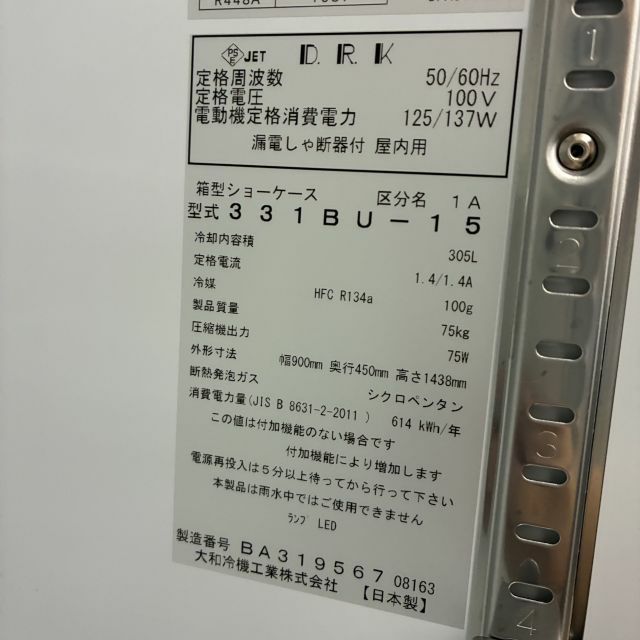 R448A
PSE JET D.R.K
定格周波数 50/60Hz
定格電圧 100V
電動機定格消費電力 125/137W
漏電しゃ断器付 屋内用
箱型ショーケース 区分名 1A
型式 331BU-15
冷却内容積 305L
定格電流 1.4/1.4A
冷媒 HFC R134a 100g
製品質量 75kg
圧縮機出力 75W
外形寸法 幅900mm 奥行450mm 高さ1438mm
断熱発泡ガス シクロペンタン
消費電力量(JIS B 8631-2-2011 ) 614 kWh/年
この値は付加機能のない場合です
付加機能により増加します
電源再投入は5分以上待ってから行って下さい
本製品は雨水中ではご使用できません
ランプ LED
製造番号 BA319567 08163
大和冷機工業株式会社 【日本製】
1
2
3
4